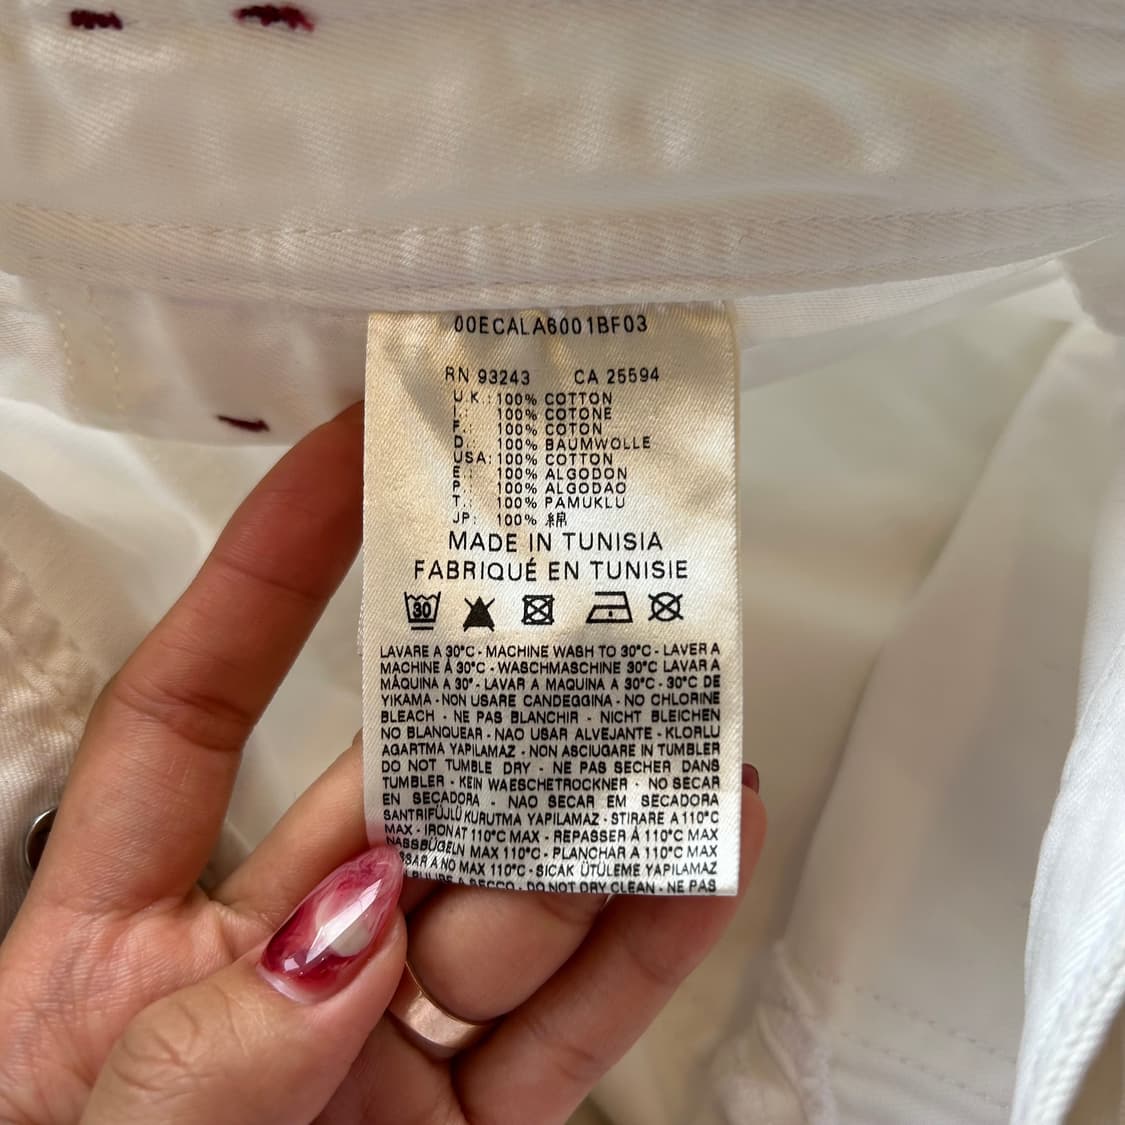 00ECALA6001BF03
RN 93243 CA 25594
U.K.: 100% COTTON
I.: 100% COTONE
F.: 100% COTON
D.: 100% BAUMWOLLE
USA: 100% COTTON
E.: 100% ALGODON
P.: 100% ALGODAO
T.: 100% PAMUKLU
JP: 100% 綿
MADE IN TUNISIA
FABRIQUÉ EN TUNISIE
30
LAVARE A 30°C - MACHINE WASH TO 30°C - LAVER A
MACHINE Á 30°C - WASCHMASCHINE 30°C LAVAR A
MÁQUINA A 30° - LAVAR A MAQUINA A 30°C - 30°C DE
YIKAMA - NON USARE CANDEGGINA - NO CHLORINE
BLEACH - NE PAS BLANCHIR - NICHT BLEICHEN
NO BLANQUEAR - NAO USAR ALVEJANTE - KLORLU
AGARTMA YAPILAMAZ - NON ASCIUGARE IN TUMBLER
DO NOT TUMBLE DRY - NE PAS SECHER DANS
TUMBLER - KEIN WAESCHETROCKNER - NO SECAR
EN SECADORA - NAO SECAR EM SECADORA
SANTRIFÜJLÜ KURUTMA YAPILAMAZ - STIRARE A 110°C
MAX - IRON AT 110°C MAX - REPASSER Á 110°C MAX
NASSBÜGELN MAX 110°C - PLANCHAR A 110°C MAX
A NO MAX 110°C - SICAK ÜTÜLEME YAPILAMAZ
A SECCO - DO NOT DRY CLEAN - NE PAS